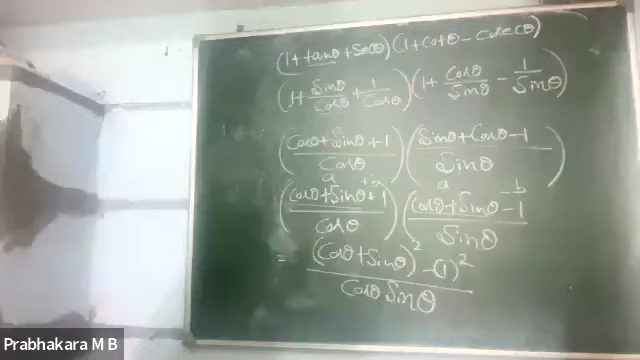 (1 + tanθ + Secθ) (1 + Cotθ - Cosecθ)
(1 + Sinθ/Cosθ + 1/Cosθ) (1 + Cosθ/Sinθ - 1/Sinθ)
(Cosθ + Sinθ + 1 / Cosθ) (Sinθ + Cosθ - 1 / Sinθ)
a + b a - b
(Cosθ + Sinθ + 1 / Cosθ) (Cosθ + Sinθ - 1 / Sinθ)
= (Cosθ + Sinθ)² - (1)² / Cosθ Sinθ
Prabhakara M B